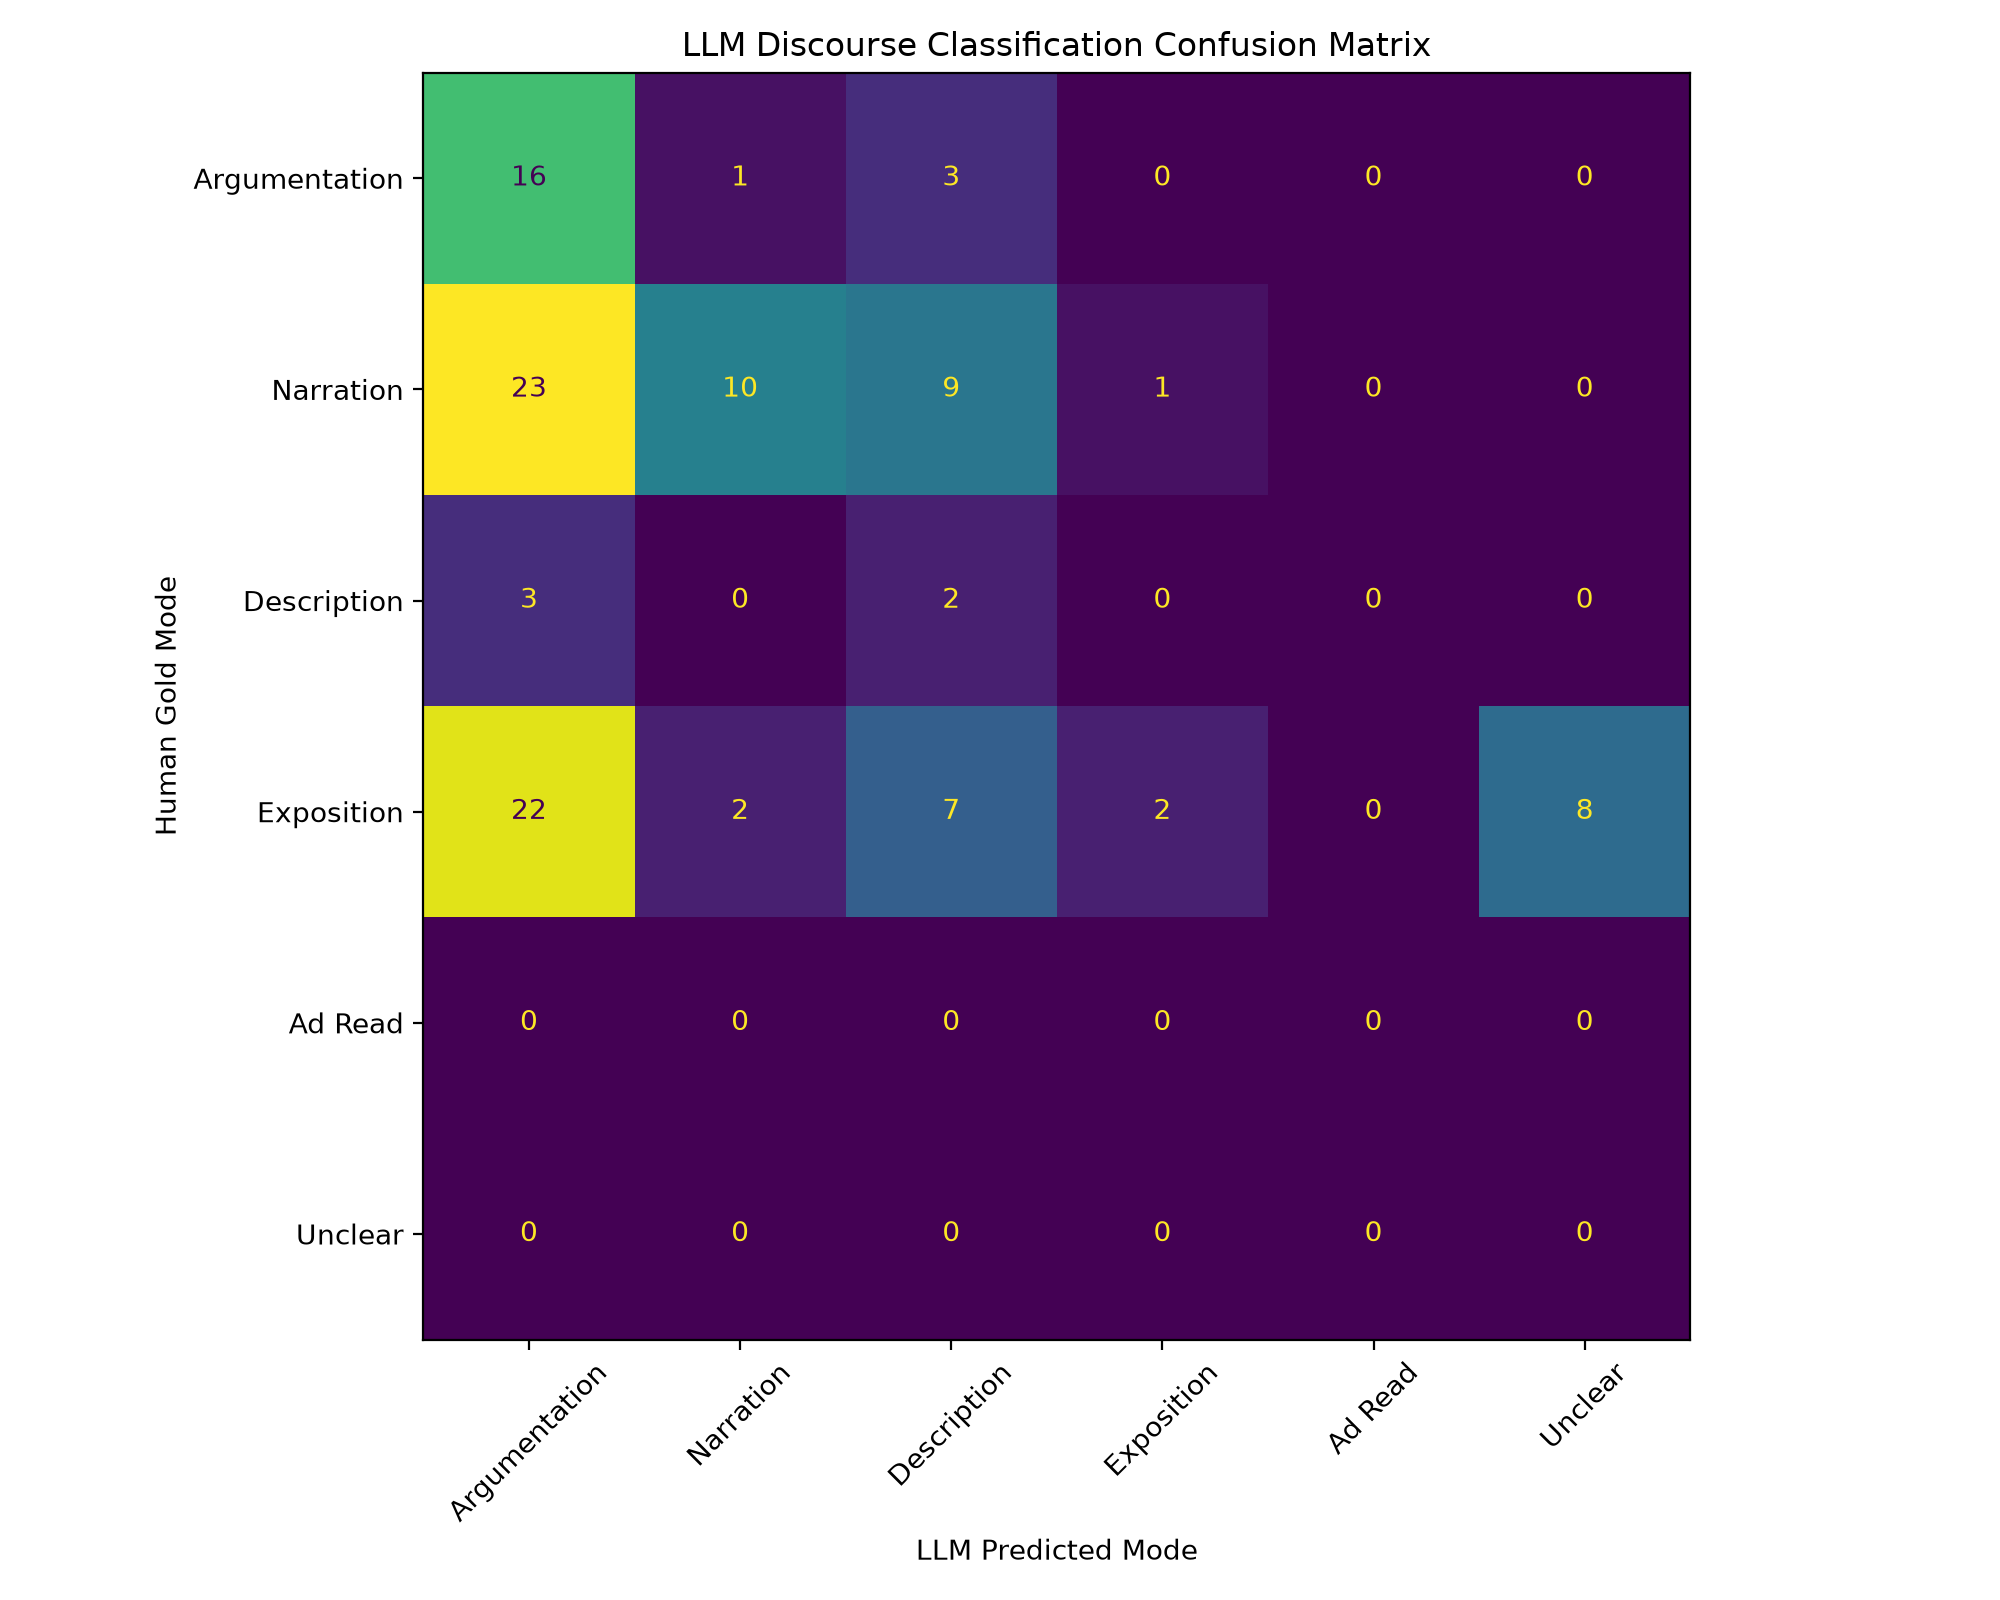 LLM Discourse Classification Confusion Matrix
Human Gold Mode
Argumentation 16 1 3 0 0 0
Narration 23 10 9 1 0 0
Description 3 0 2 0 0 0
Exposition 22 2 7 2 0 8
Ad Read 0 0 0 0 0 0
Unclear 0 0 0 0 0 0
Argumentation Narration Description Exposition Ad Read Unclear
LLM Predicted Mode